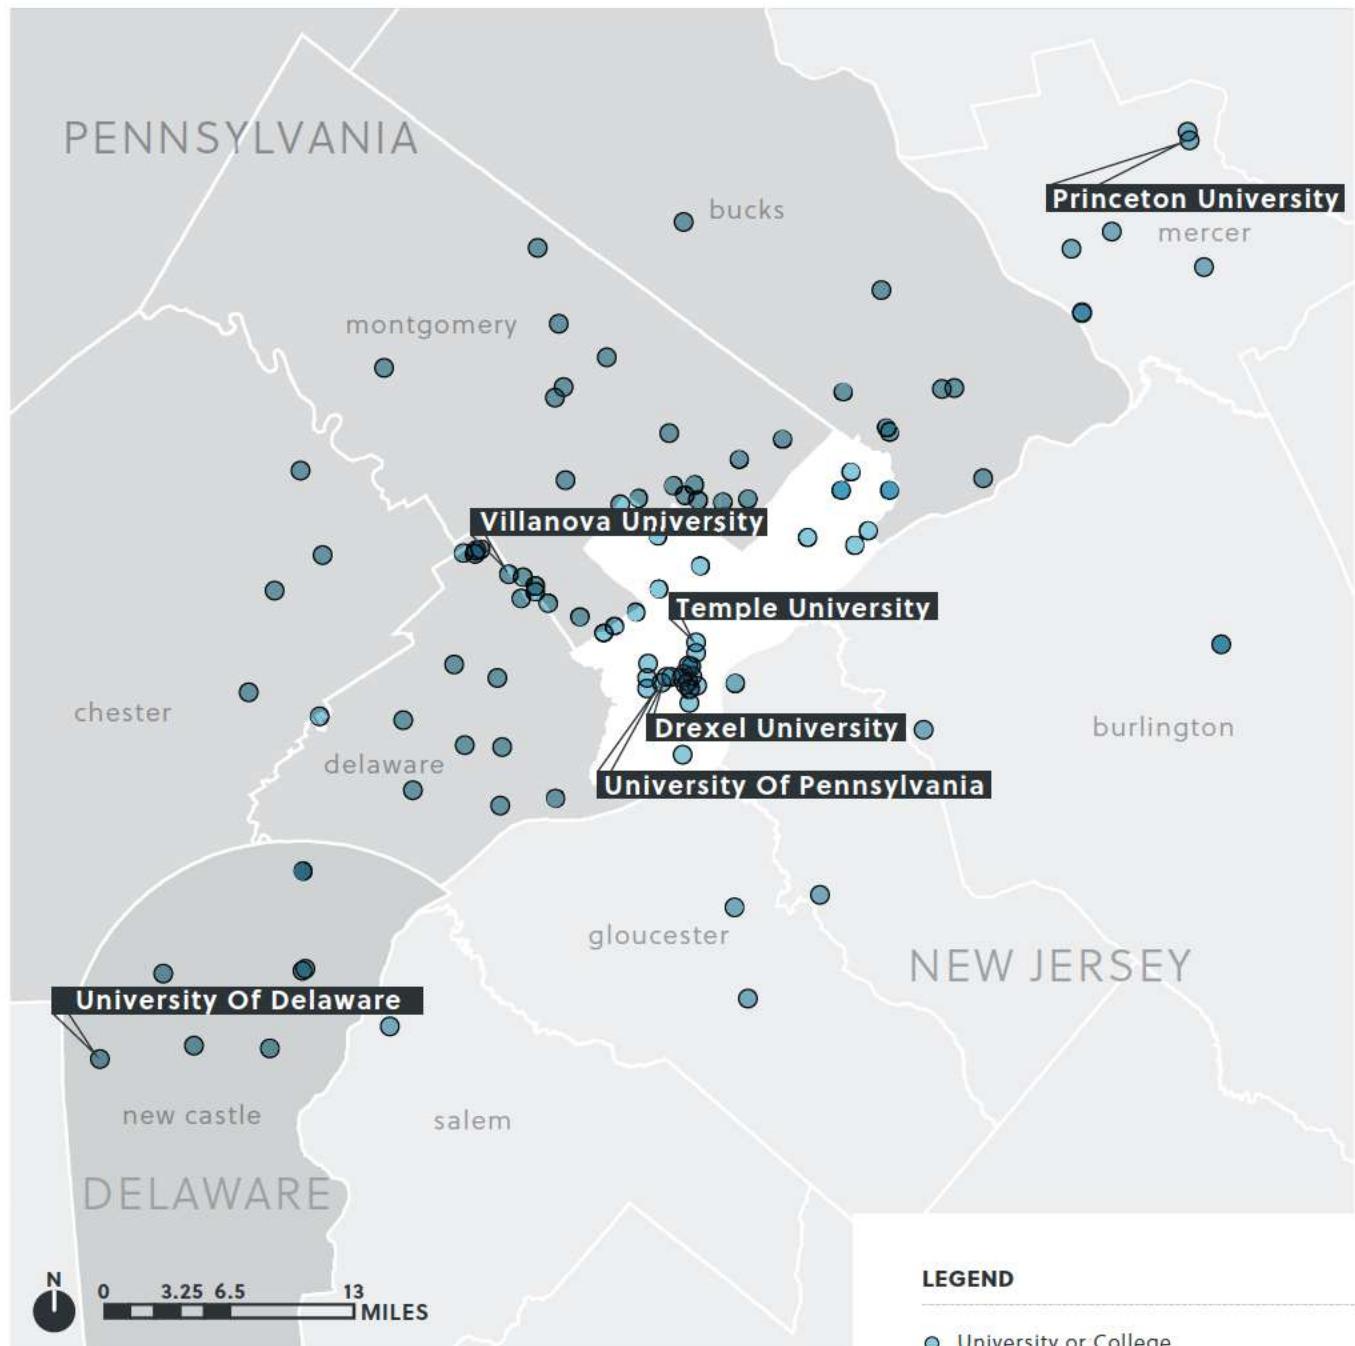 PENNSYLVANIA
bucks
Princeton University
mercer
montgomery
Villanova University
Temple University
chester
Drexel University
burlington
delaware
University Of Pennsylvania
gloucester
NEW JERSEY
University Of Delaware
new castle
salem
DELAWARE
N
0 3.25 6.5 13
MILES
LEGEND
University or College